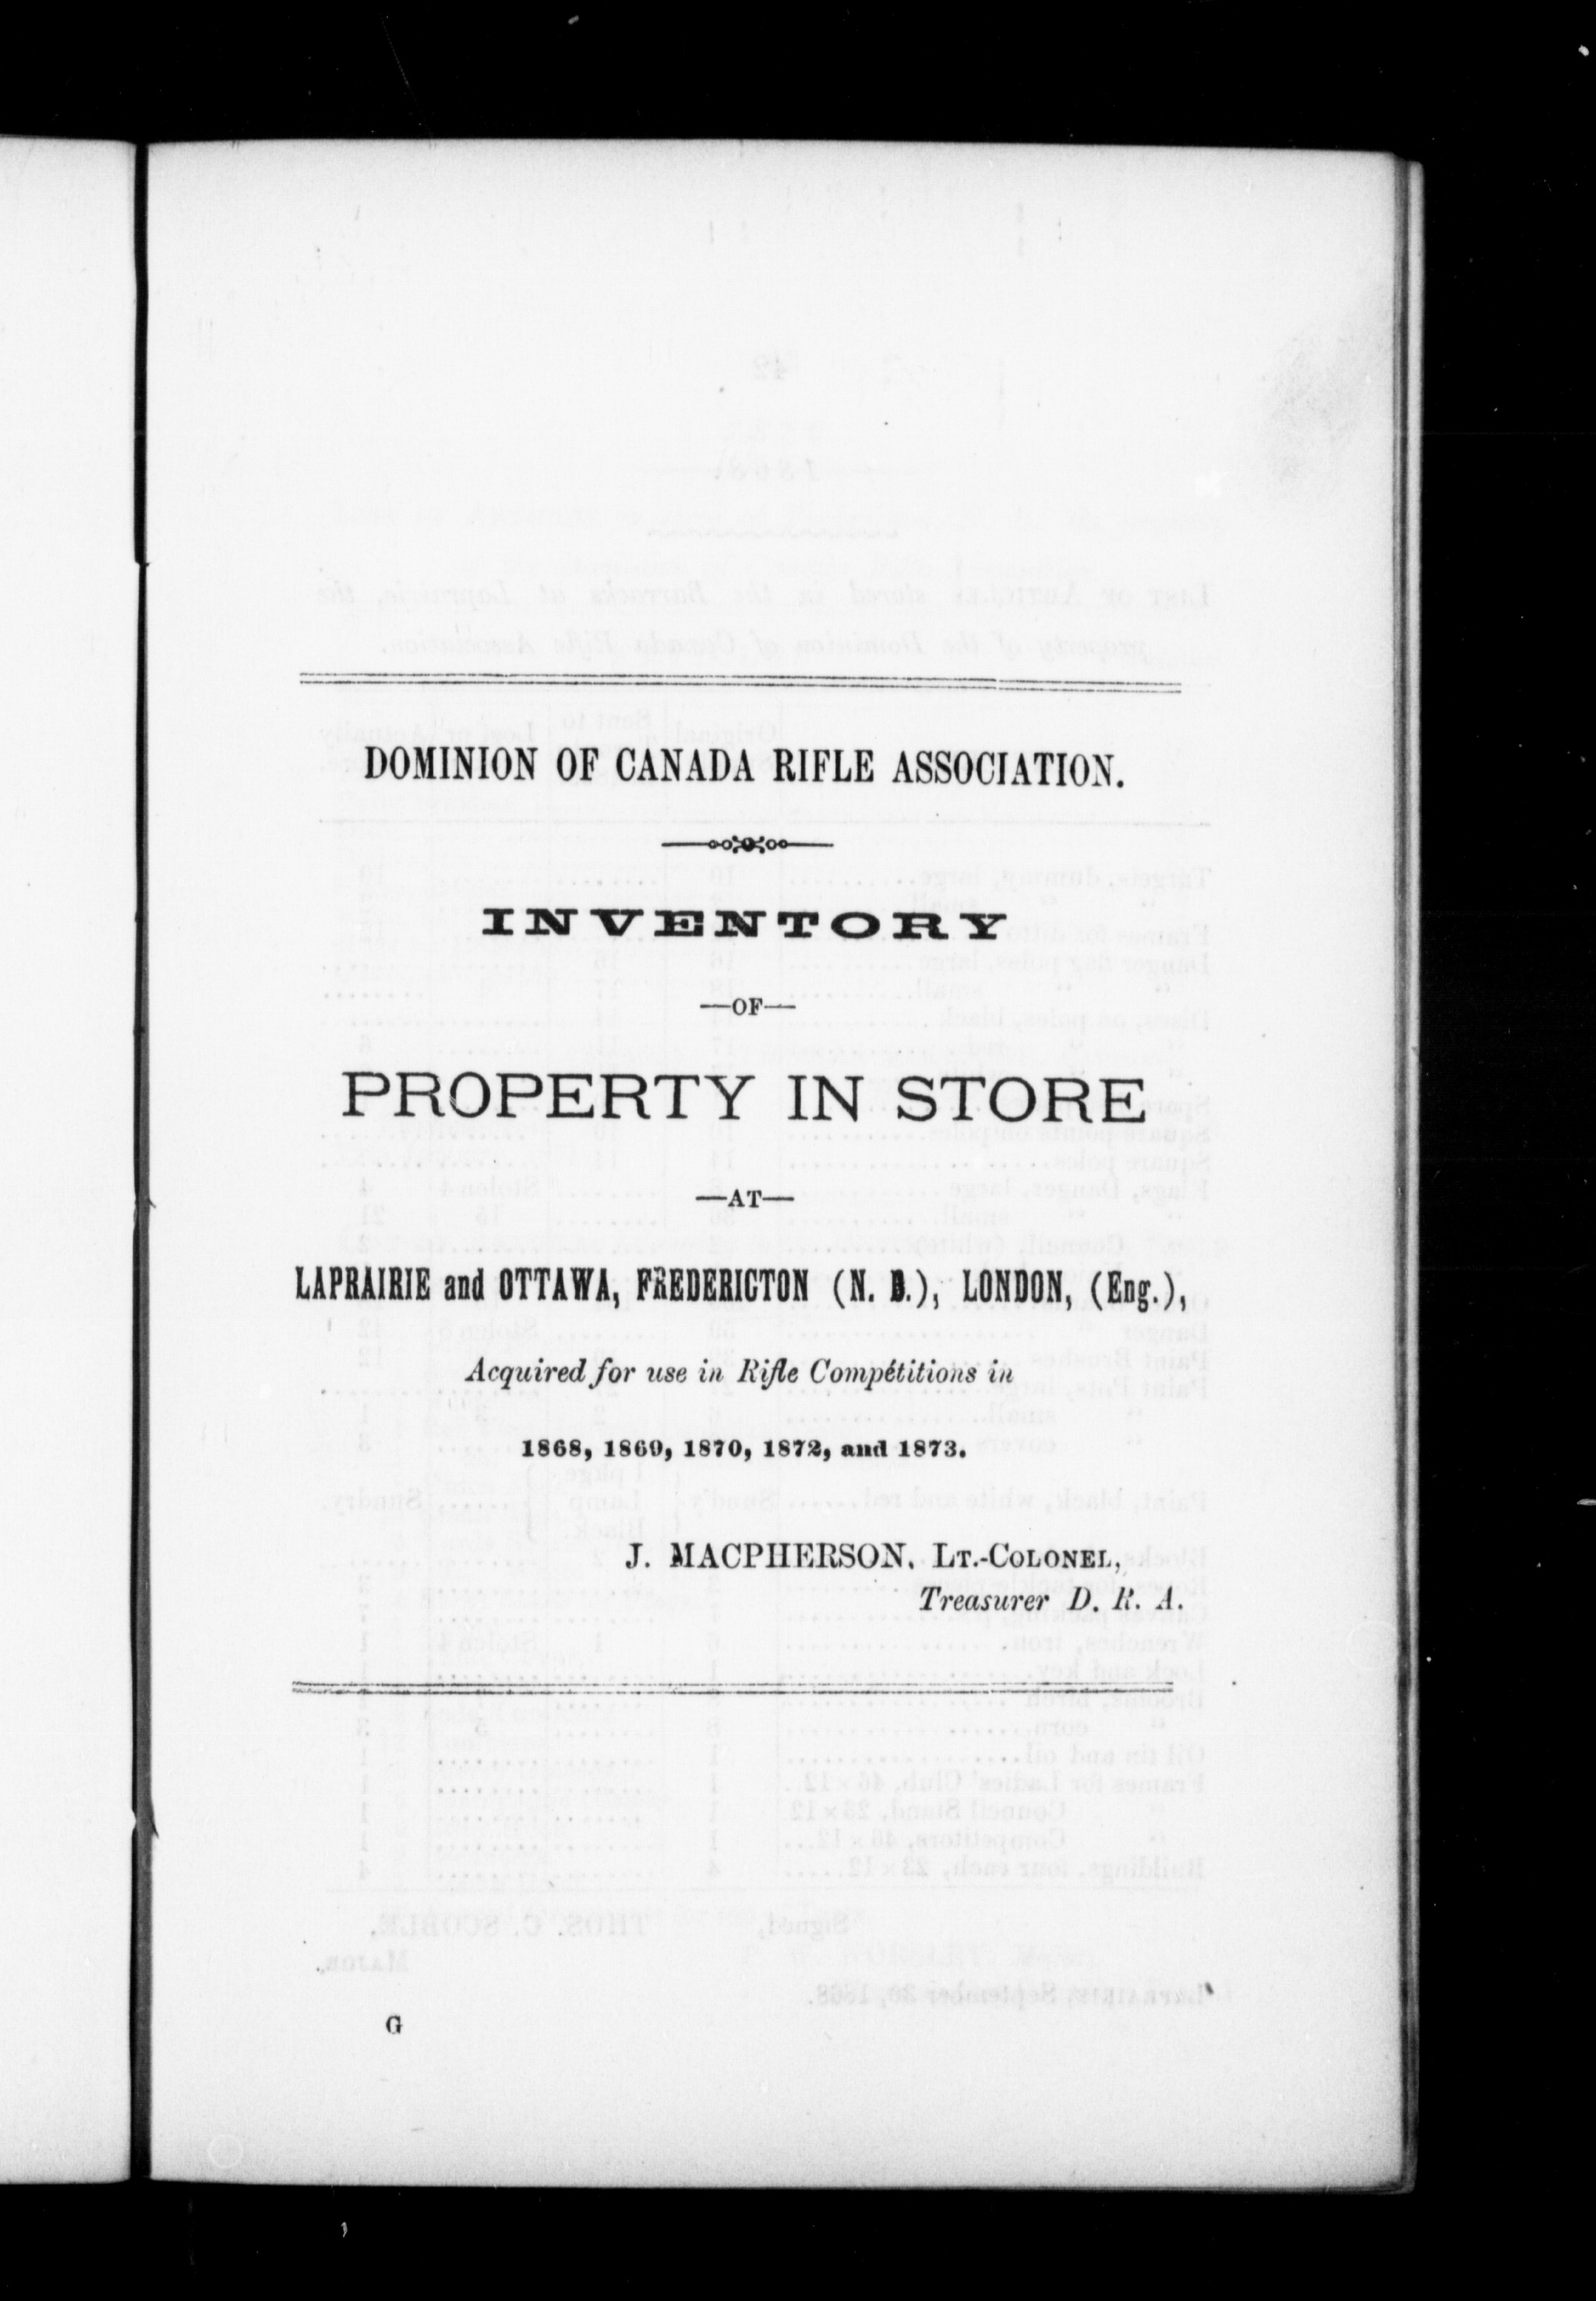 DOMINION OF CANADA RIFLE ASSOCIATION.
INVENTORY
—OF—
PROPERTY IN STORE
—AT—
LAPRAIRIE and OTTAWA, FREDERICTON (N. B.), LONDON, (Eng.),
Acquired for use in Rifle Compétitions in
1868, 1869, 1870, 1872, and 1873.
J. MACPHERSON, LT.-COLONEL,
Treasurer D. R. A.
G